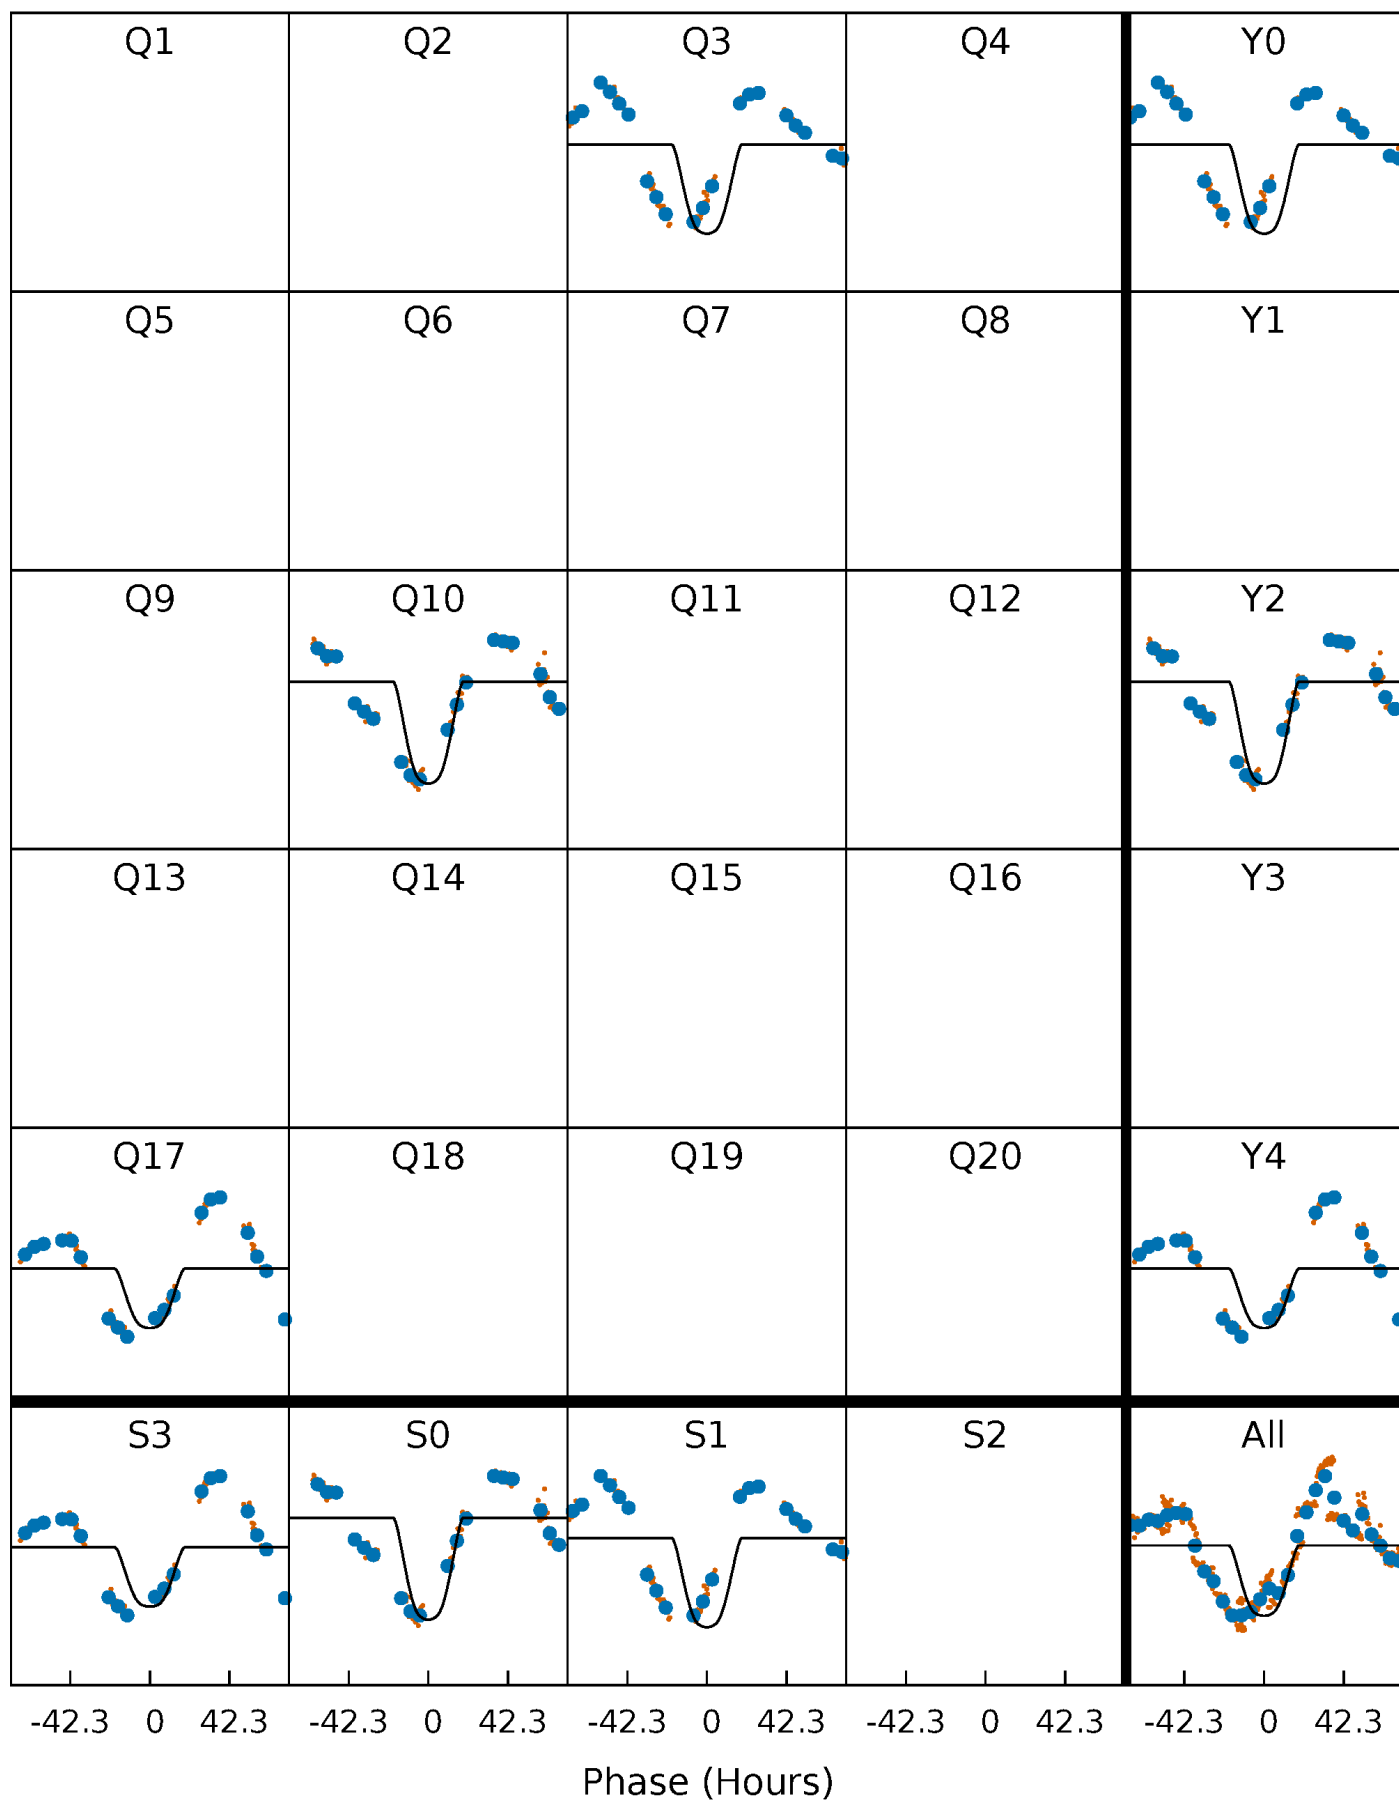 Q1 Q2 Q3 Q4 Y0
Q5 Q6 Q7 Q8 Y1
Q9 Q10 Q11 Q12 Y2
Q13 Q14 Q15 Q16 Y3
Q17 Q18 Q19 Q20 Y4
S3 S0 S1 S2 All
-42.3 0 42.3 -42.3 0 42.3 -42.3 0 42.3 -42.3 0 42.3 -42.3 0 42.3
Phase (Hours)